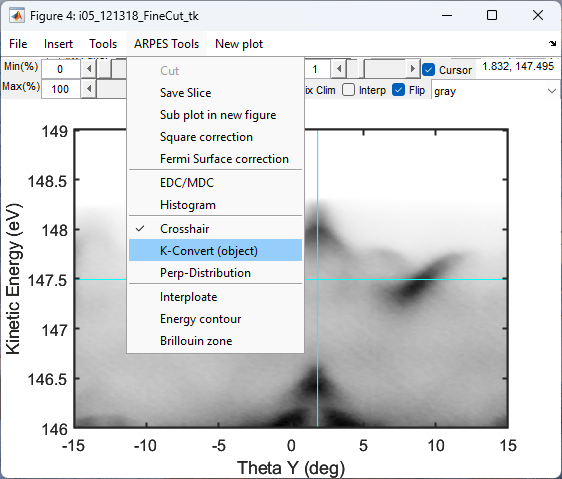 Figure 4: i05_121318_FineCut_tk
File Insert Tools ARPES Tools New plot
Min(%) 0 1 Cursor 1.832, 147.495
Max(%) 100 ix Clim Interp Flip gray
Cut
Save Slice
Sub plot in new figure
Square correction
Fermi Surface correction
EDC/MDC
Histogram
Crosshair
K-Convert (object)
Perp-Distribution
Interploate
Energy contour
Brillouin zone
Kinetic Energy (eV)
149
148.5
148
147.5
147
146.5
146
-15 -10 -5 0 5 10 15
Theta Y (deg)